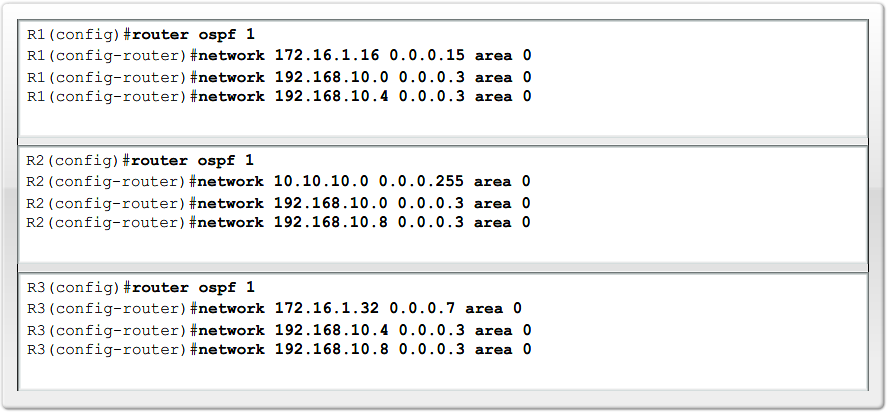 R1(config)#router ospf 1
R1(config-router)#network 172.16.1.16 0.0.0.15 area 0
R1(config-router)#network 192.168.10.0 0.0.0.3 area 0
R1(config-router)#network 192.168.10.4 0.0.0.3 area 0
R2(config)#router ospf 1
R2(config-router)#network 10.10.10.0 0.0.0.255 area 0
R2(config-router)#network 192.168.10.0 0.0.0.3 area 0
R2(config-router)#network 192.168.10.8 0.0.0.3 area 0
R3(config)#router ospf 1
R3(config-router)#network 172.16.1.32 0.0.0.7 area 0
R3(config-router)#network 192.168.10.4 0.0.0.3 area 0
R3(config-router)#network 192.168.10.8 0.0.0.3 area 0